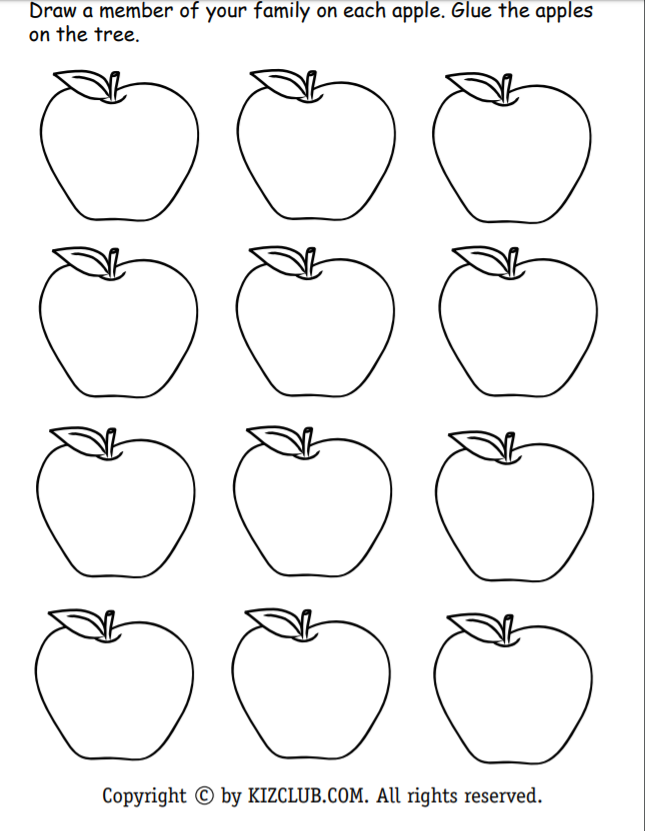 Draw a member of your family on each apple. Glue the apples
on the tree.
Copyright © by KIZCLUB.COM. All rights reserved.